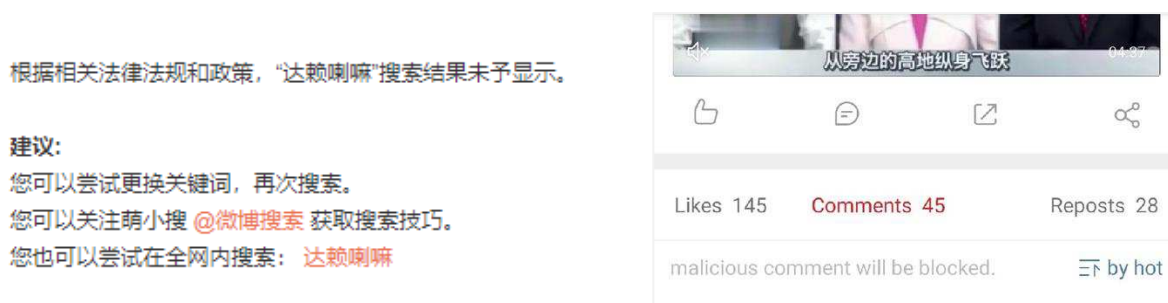 根据相关法律法规和政策，“达赖喇嘛”搜索结果未予显示。
建议:
您可以尝试更换关键词，再次搜索。
您可以关注萌小搜 @微博搜索 获取搜索技巧。
您也可以尝试在全网内搜索： 达赖喇嘛
04:27
从旁边的高地纵身飞跃
Likes 145 Comments 45 Reposts 28
malicious comment will be blocked. by hot